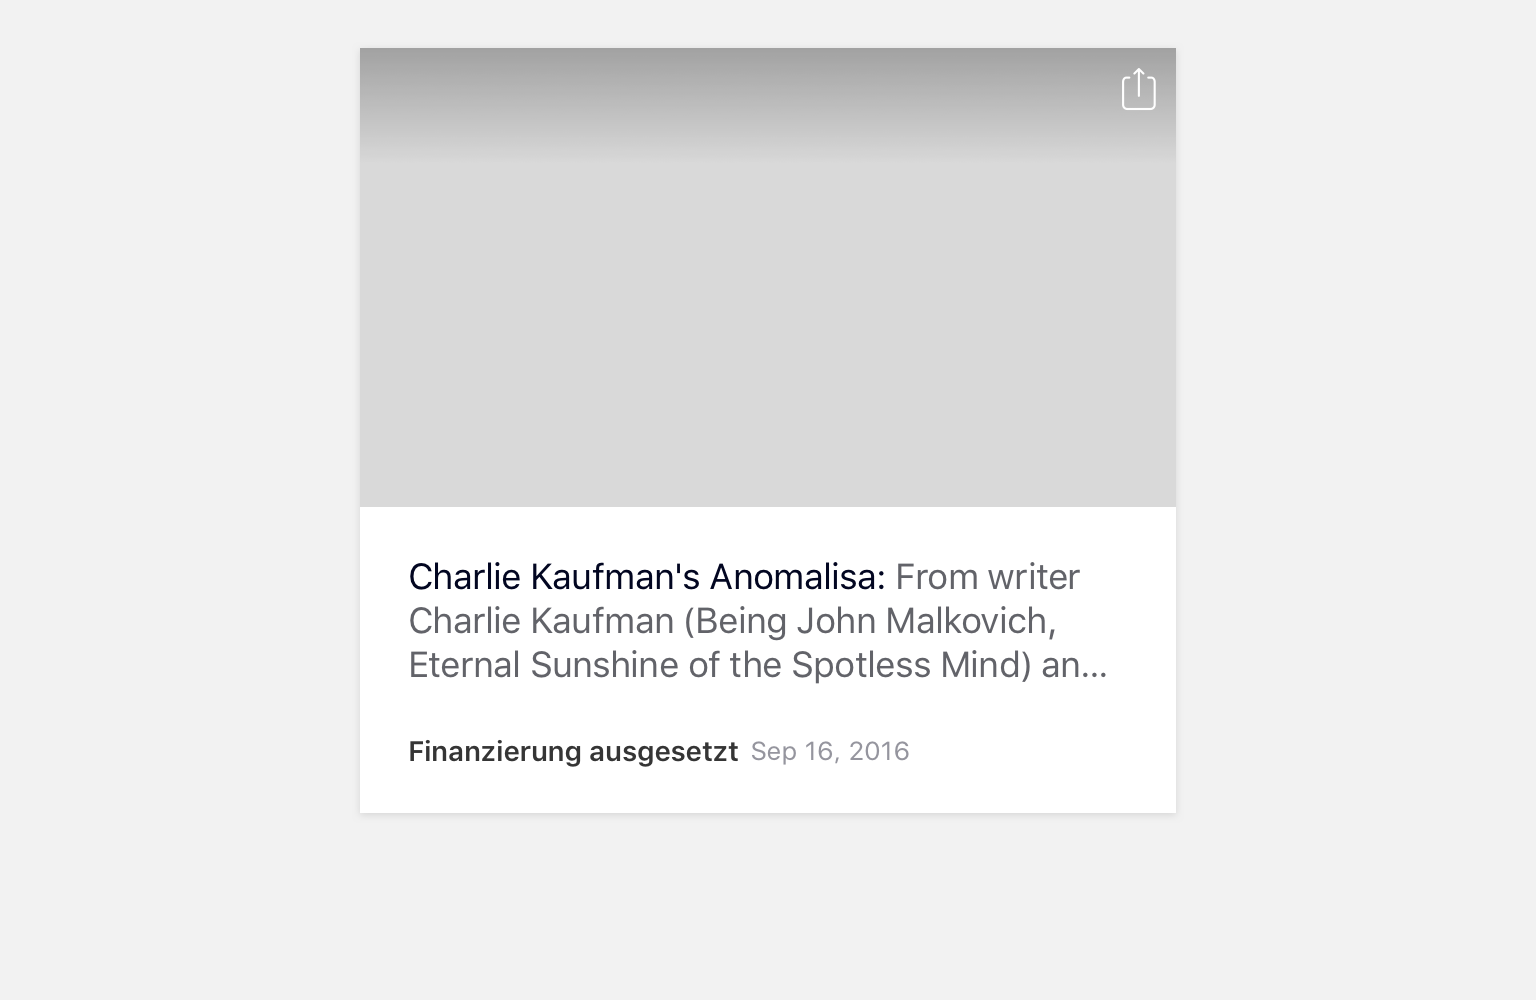 Charlie Kaufman's Anomalisa: From writer
Charlie Kaufman (Being John Malkovich,
Eternal Sunshine of the Spotless Mind) an...
Finanzierung ausgesetzt Sep 16, 2016